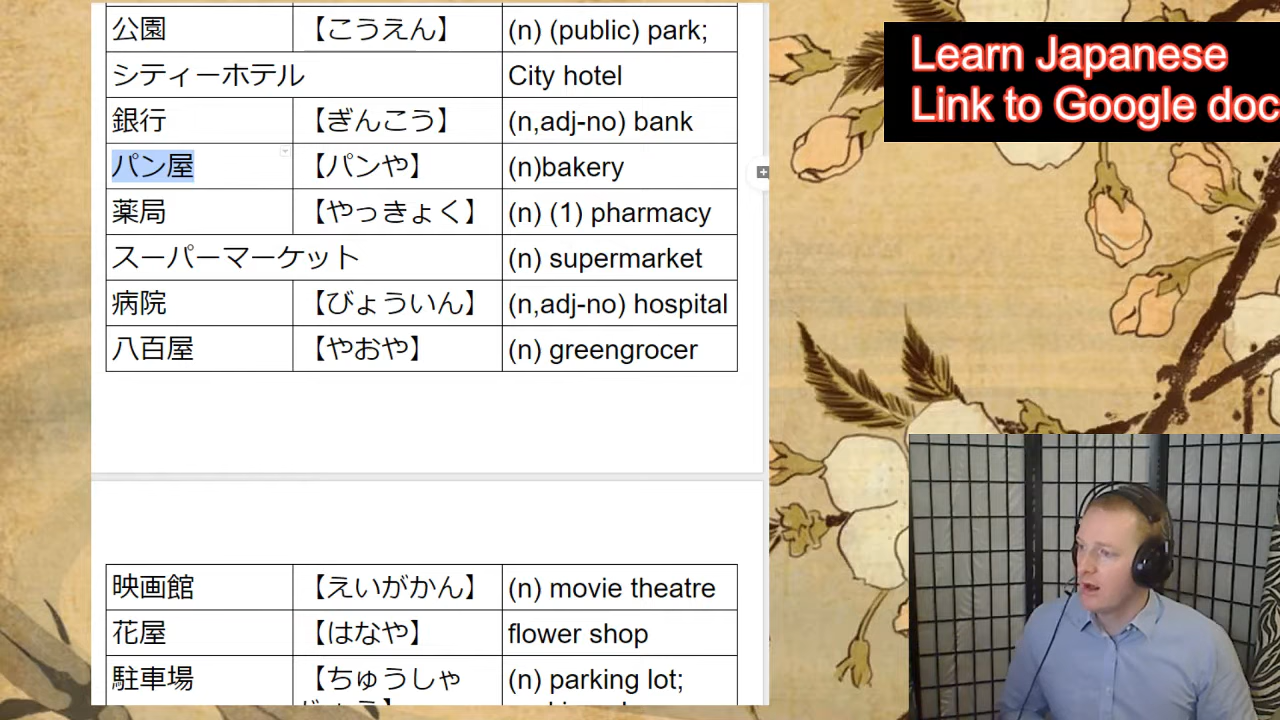 公園 【こうえん】 (n) (public) park;
シティーホテル City hotel
銀行 【ぎんこう】 (n,adj-no) bank
パン屋 【パンや】 (n)bakery
薬局 【やっきょく】 (n) (1) pharmacy
スーパーマーケット (n) supermarket
病院 【びょういん】 (n,adj-no) hospital
八百屋 【やおや】 (n) greengrocer
映画館 【えいがかん】 (n) movie theatre
花屋 【はなや】 flower shop
駐車場 【ちゅうしゃ (n) parking lot;
Learn Japanese
Link to Google doc